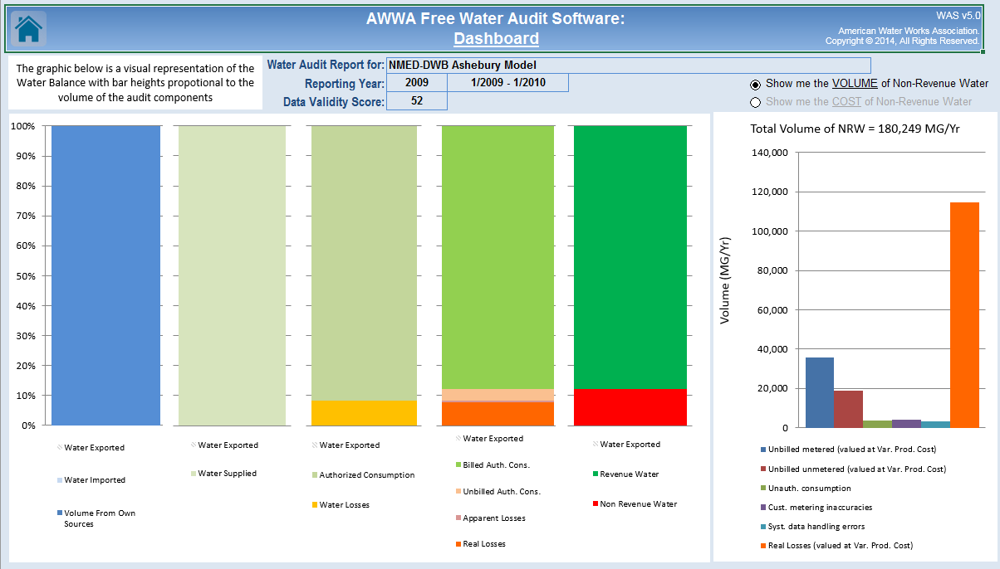 AWWA Free Water Audit Software:
Dashboard
WAS v5.0
American Water Works Association.
Copyright © 2014, All Rights Reserved.
The graphic below is a visual representation of the
Water Balance with bar heights propotional to the
volume of the audit components
Water Audit Report for: NMED-DWB Ashebury Model
Reporting Year: 2009 1/2009 - 1/2010
Data Validity Score: 52
Show me the VOLUME of Non-Revenue Water
Show me the COST of Non-Revenue Water
100%
90%
80%
70%
60%
50%
40%
30%
20%
10%
0%
Water Exported
Water Imported
Volume From Own
Sources
Water Exported
Water Supplied
Water Exported
Authorized Consumption
Water Losses
Water Exported
Billed Auth. Cons.
Unbilled Auth. Cons.
Apparent Losses
Real Losses
Water Exported
Revenue Water
Non Revenue Water
Total Volume of NRW = 180,249 MG/Yr
Volume (MG/Yr)
140,000
120,000
100,000
80,000
60,000
40,000
20,000
0
Unbilled metered (valued at Var. Prod. Cost)
Unbilled unmetered (valued at Var. Prod. Cost)
Unauth. consumption
Cust. metering inaccuracies
Syst. data handling errors
Real Losses (valued at Var. Prod. Cost)